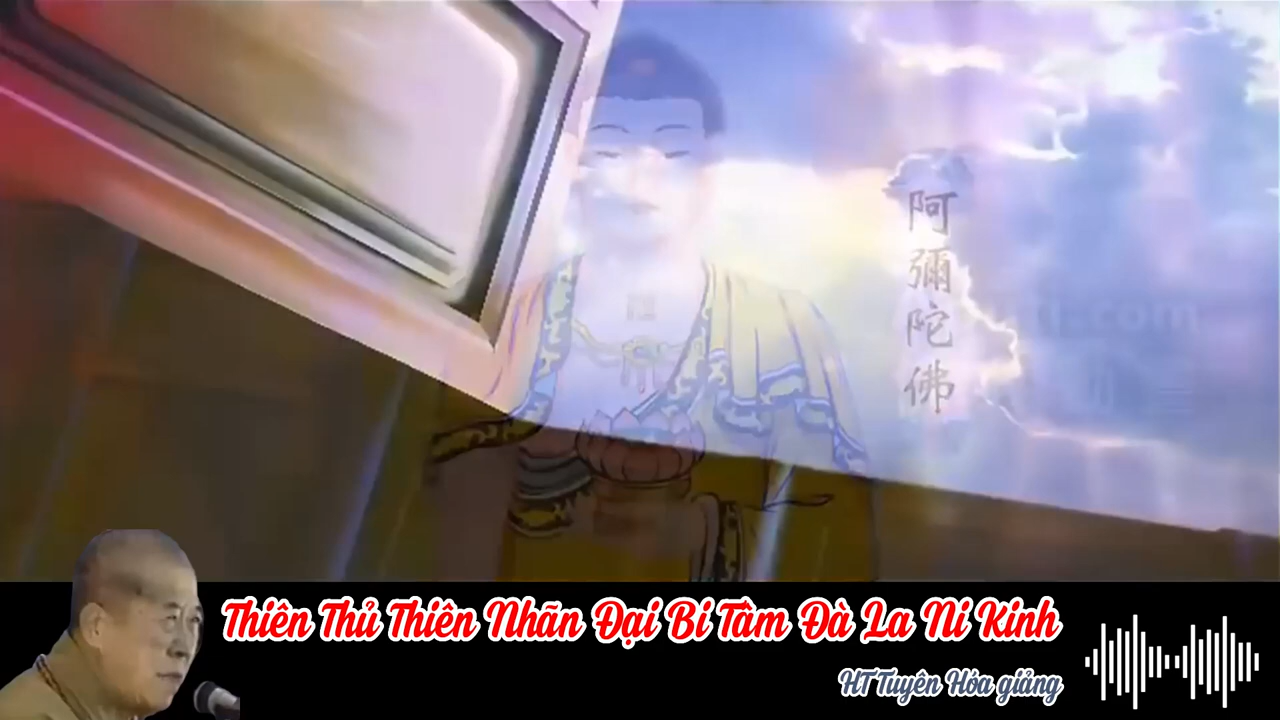 阿彌陀佛
.com
Thiên Thủ Thiên Nhãn Đại Bi Tâm Đà La Ni Kinh
HT Tuyên Hóa giảng